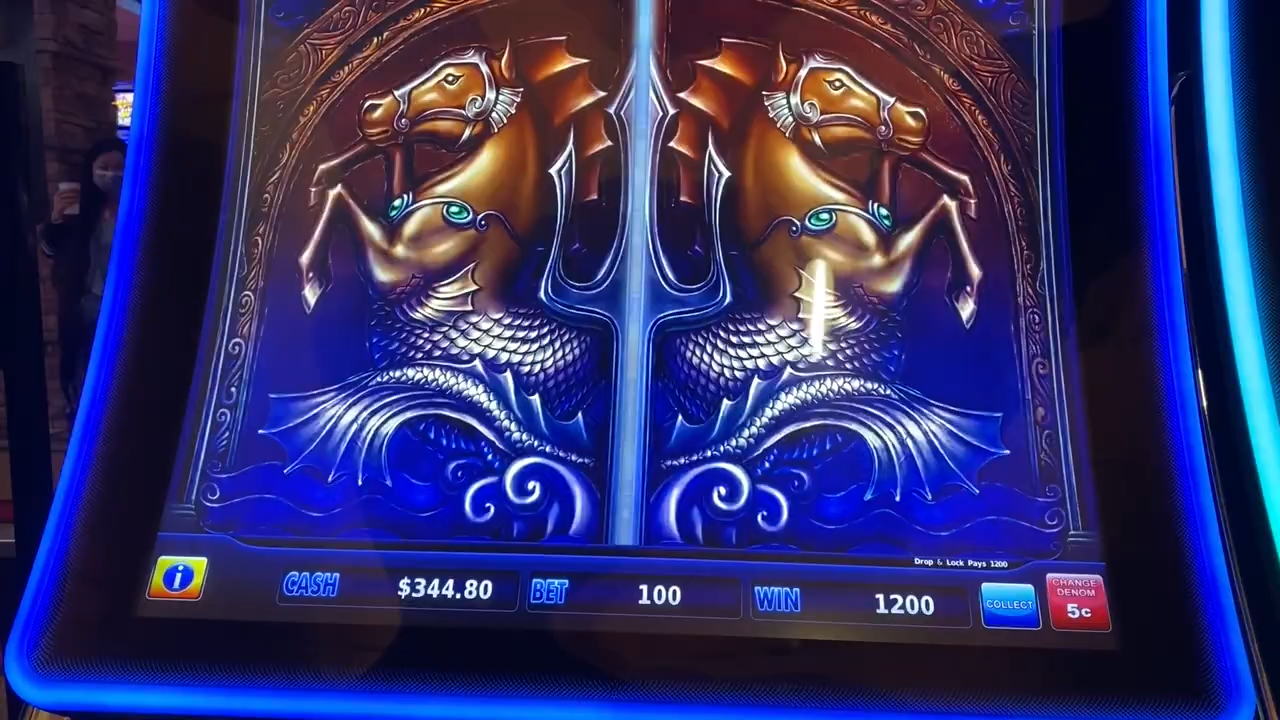 Drop & Lock Pays 1200
i
CASH $344.80 BET 100 WIN 1200 COLLECT
CHANGE
DENOM
5¢